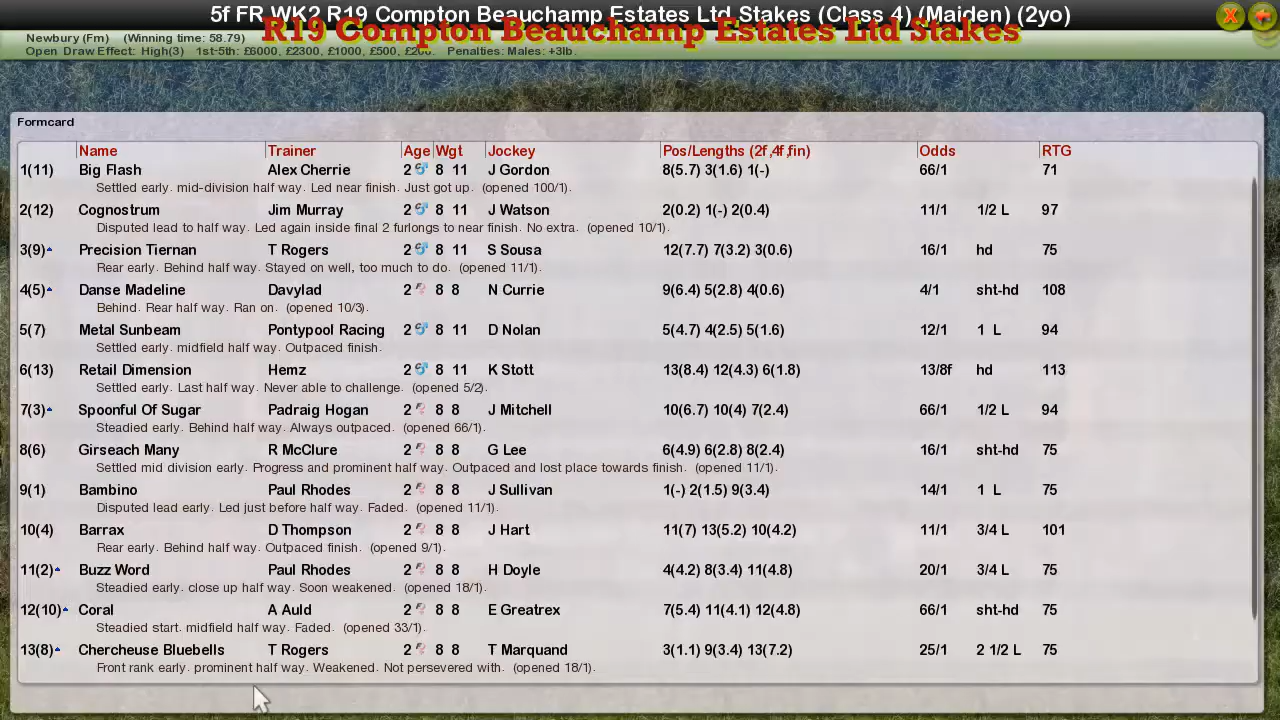 5f FR WK2 R19 Compton Beauchamp Estates Ltd Stakes (Class 4) (Maiden) (2yo)
R19 Compton Beauchamp Estates Ltd Stakes
Newbury (Fm) (Winning time: 58.79)
Open Draw Effect: High(3) 1st-5th: £6000, £2300, £1000, £500, £200. Penalties: Males: +3lb.
Formcard
Name Trainer Age Wgt Jockey Pos/Lengths (2f,4f,fin) Odds RTG
1(11) Big Flash Alex Cherrie 2 8 11 J Gordon 8(5.7) 3(1.6) 1(-) 66/1 71
Settled early. mid-division half way. Led near finish. Just got up. (opened 100/1).
2(12) Cognostrum Jim Murray 2 8 11 J Watson 2(0.2) 1(-) 2(0.4) 11/1 1/2 L 97
Disputed lead to half way. Led again inside final 2 furlongs to near finish. No extra. (opened 10/1).
3(9) Precision Tiernan T Rogers 2 8 11 S Sousa 12(7.7) 7(3.2) 3(0.6) 16/1 hd 75
Rear early. Behind half way. Stayed on well, too much to do. (opened 11/1).
4(5) Danse Madeline Davylad 2 8 8 N Currie 9(6.4) 5(2.8) 4(0.6) 4/1 sht-hd 108
Behind. Rear half way. Ran on. (opened 10/3).
5(7) Metal Sunbeam Pontypool Racing 2 8 11 D Nolan 5(4.7) 4(2.5) 5(1.6) 12/1 1 L 94
Settled early. midfield half way. Outpaced finish.
6(13) Retail Dimension Hemz 2 8 11 K Stott 13(8.4) 12(4.3) 6(1.8) 13/8f hd 113
Settled early. Last half way. Never able to challenge. (opened 5/2).
7(3) Spoonful Of Sugar Padraig Hogan 2 8 8 J Mitchell 10(6.7) 10(4) 7(2.4) 66/1 1/2 L 94
Steadied early. Behind half way. Always outpaced. (opened 66/1).
8(6) Girseach Many R McClure 2 8 8 G Lee 6(4.9) 6(2.8) 8(2.4) 16/1 sht-hd 75
Settled mid division early. Progress and prominent half way. Outpaced and lost place towards finish. (opened 11/1).
9(1) Bambino Paul Rhodes 2 8 8 J Sullivan 1(-) 2(1.5) 9(3.4) 14/1 1 L 75
Disputed lead early. Led just before half way. Faded. (opened 11/1).
10(4) Barrax D Thompson 2 8 8 J Hart 11(7) 13(5.2) 10(4.2) 11/1 3/4 L 101
Rear early. Behind half way. Outpaced finish. (opened 9/1).
11(2) Buzz Word Paul Rhodes 2 8 8 H Doyle 4(4.2) 8(3.4) 11(4.8) 20/1 3/4 L 75
Steadied early. close up half way. Soon weakened. (opened 18/1).
12(10) Coral A Auld 2 8 8 E Greatrex 7(5.4) 11(4.1) 12(4.8) 66/1 sht-hd 75
Steadied start. midfield half way. Faded. (opened 33/1).
13(8) Chercheuse Bluebells T Rogers 2 8 8 T Marquand 3(1.1) 9(3.4) 13(7.2) 25/1 2 1/2 L 75
Front rank early. prominent half way. Weakened. Not persevered with. (opened 18/1).